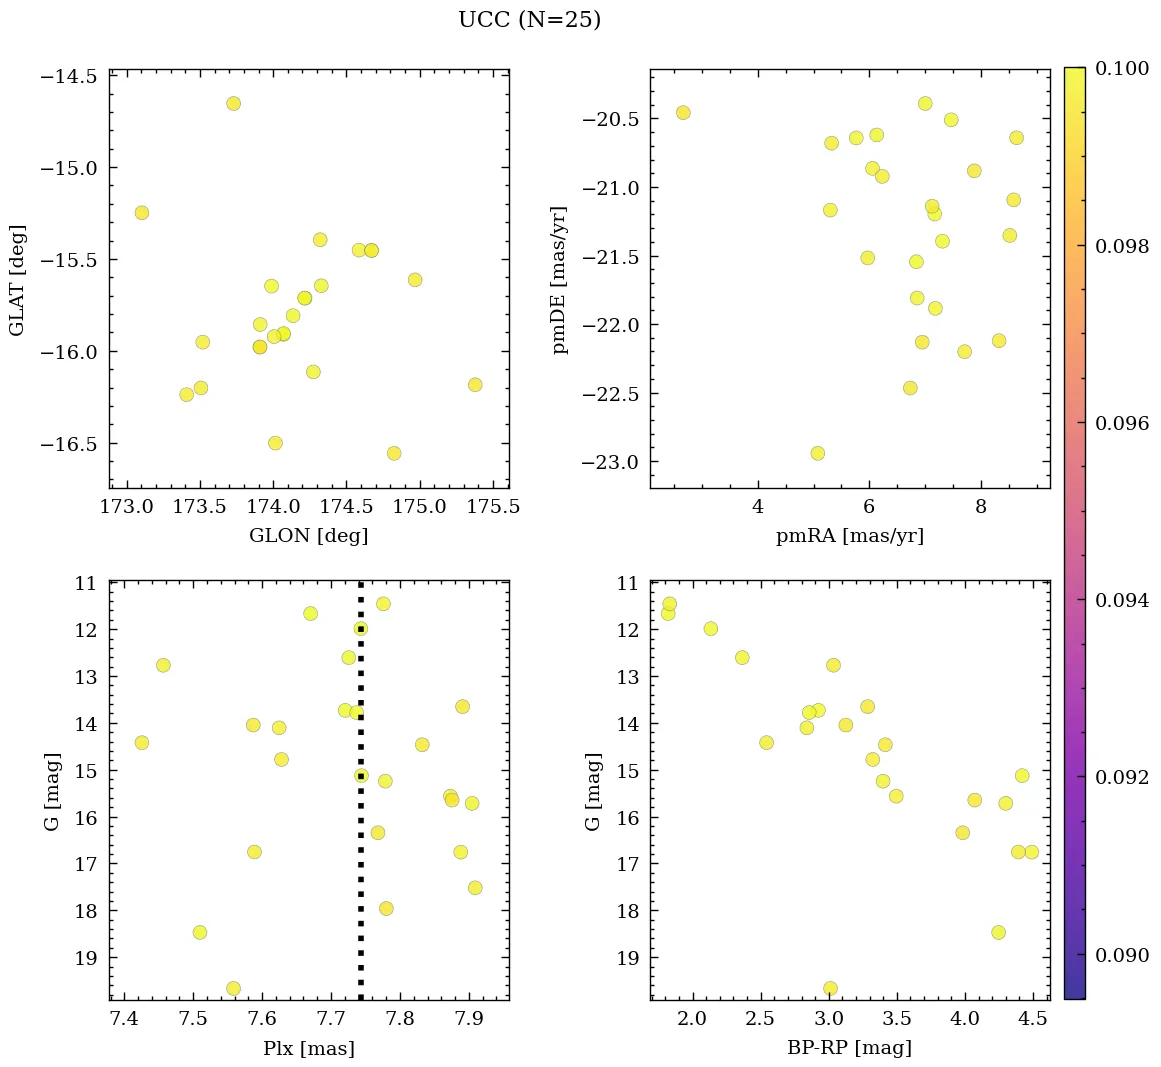 UCC (N=25)
−14.5
−15.0
−15.5
−16.0
−16.5
GLAT [deg]
173.0 173.5 174.0 174.5 175.0 175.5
GLON [deg]
−20.5
−21.0
−21.5
−22.0
−22.5
−23.0
pmDE [mas/yr]
4 6 8
pmRA [mas/yr]
11
12
13
14
15
16
17
18
19
G [mag]
7.4 7.5 7.6 7.7 7.8 7.9
Plx [mas]
11
12
13
14
15
16
17
18
19
G [mag]
2.0 2.5 3.0 3.5 4.0 4.5
BP-RP [mag]
0.100
0.098
0.096
0.094
0.092
0.090